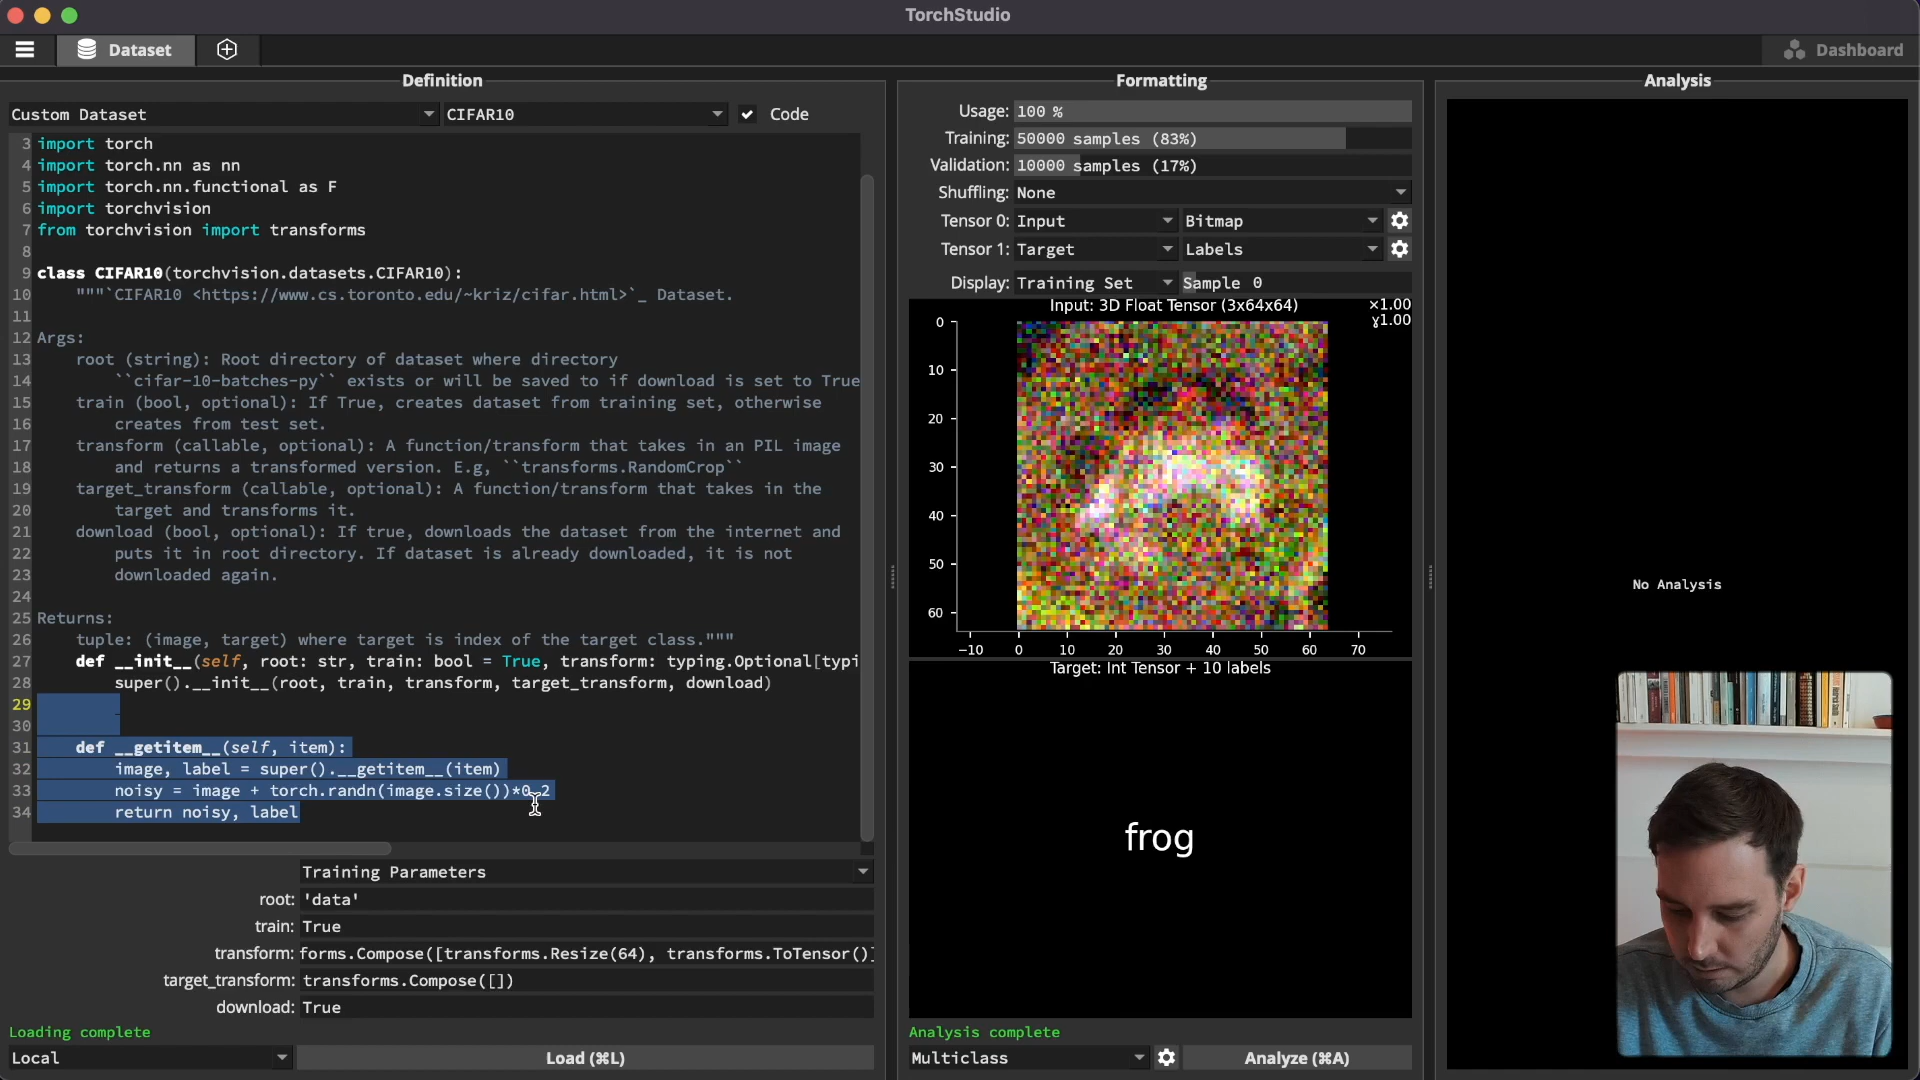 TorchStudio
Dataset
Dashboard
Definition
Custom Dataset
CIFAR10
Code
3 import torch
4 import torch.nn as nn
5 import torch.nn.functional as F
6 import torchvision
7 from torchvision import transforms
8
9 class CIFAR10(torchvision.datasets.CIFAR10):
10 """`CIFAR10 <https://www.cs.toronto.edu/~kriz/cifar.html>`_ Dataset.
11
12 Args:
13 root (string): Root directory of dataset where directory
14 ``cifar-10-batches-py`` exists or will be saved to if download is set to True
15 train (bool, optional): If True, creates dataset from training set, otherwise
16 creates from test set.
17 transform (callable, optional): A function/transform that takes in an PIL image
18 and returns a transformed version. E.g, ``transforms.RandomCrop``
19 target_transform (callable, optional): A function/transform that takes in the
20 target and transforms it.
21 download (bool, optional): If true, downloads the dataset from the internet and
22 puts it in root directory. If dataset is already downloaded, it is not
23 downloaded again.
24
25 Returns:
26 tuple: (image, target) where target is index of the target class."""
27 def __init__(self, root: str, train: bool = True, transform: typing.Optional[typi
28 super().__init__(root, train, transform, target_transform, download)
29
30
31 def __getitem__(self, item):
32 image, label = super().__getitem__(item)
33 noisy = image + torch.randn(image.size())*0.2
34 return noisy, label
Training Parameters
root: 'data'
train: True
transform: forms.Compose([transforms.Resize(64), transforms.ToTensor()]
target_transform: transforms.Compose([])
download: True
Loading complete
Local
Load (⌘L)
Formatting
Usage: 100 %
Training: 50000 samples (83%)
Validation: 10000 samples (17%)
Shuffling: None
Tensor 0: Input Bitmap
Tensor 1: Target Labels
Display: Training Set Sample 0
Input: 3D Float Tensor (3x64x64)
×1.00
γ1.00
0
10
20
30
40
50
60
−10 0 10 20 30 40 50 60 70
Target: Int Tensor + 10 labels
frog
Analysis complete
Multiclass
Analyze (⌘A)
Analysis
No Analysis